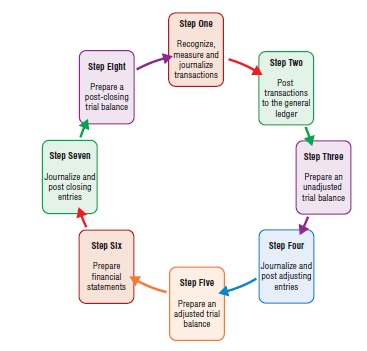 Step One
Recognize,
measure and
journalize
transactions
Step Two
Post
transactions
to the general
ledger
Step Three
Prepare an
unadjusted
trial balance
Step Four
Journalize and
post adjusting
entries
Step Five
Prepare an
adjusted trial
balance
Step Six
Prepare
financial
statements
Step Seven
Journalize and
post closing
entries
Step Eight
Prepare a
post-closing
trial balance